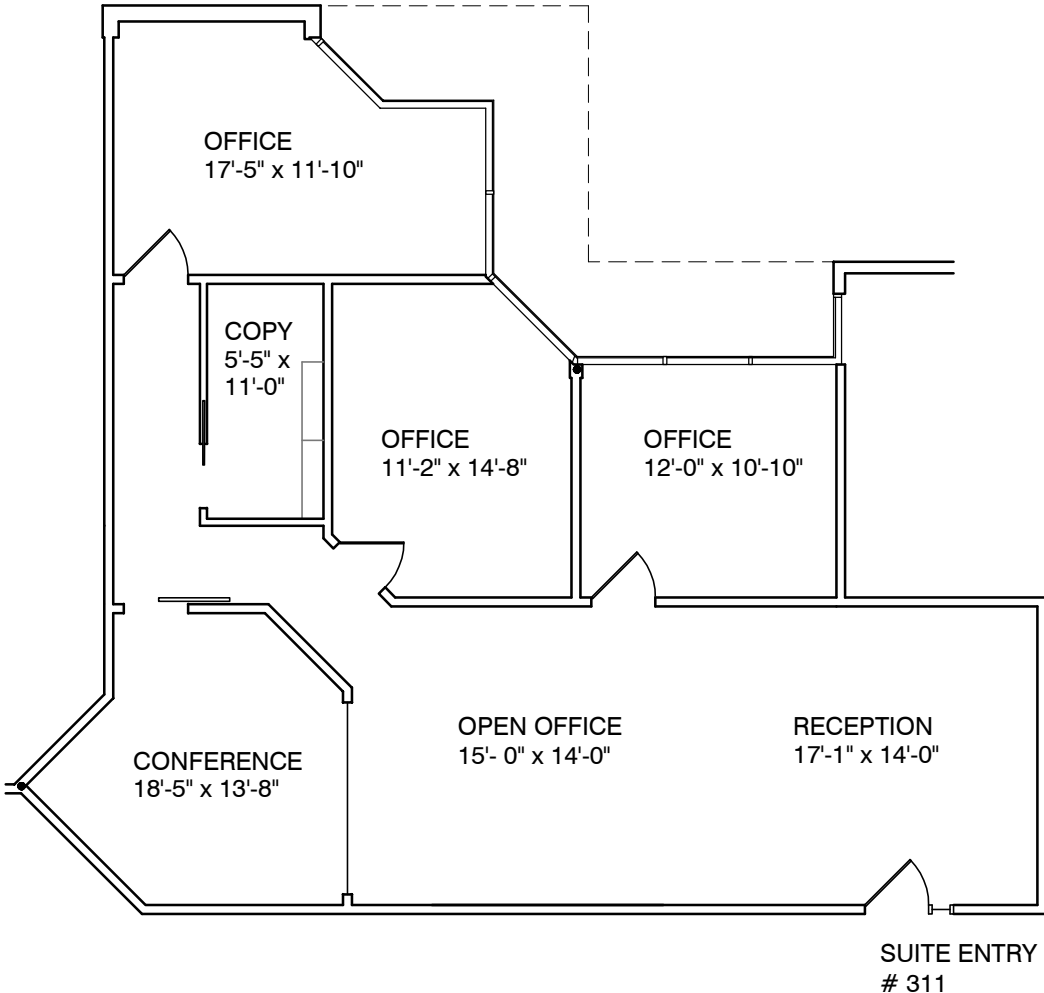 OFFICE
17'-5" x 11'-10"
COPY
5'-5" x
11'-0"
OFFICE
11'-2" x 14'-8"
OFFICE
12'-0" x 10'-10"
CONFERENCE
18'-5" x 13'-8"
OPEN OFFICE
15'- 0" x 14'-0"
RECEPTION
17'-1" x 14'-0"
SUITE ENTRY
# 311